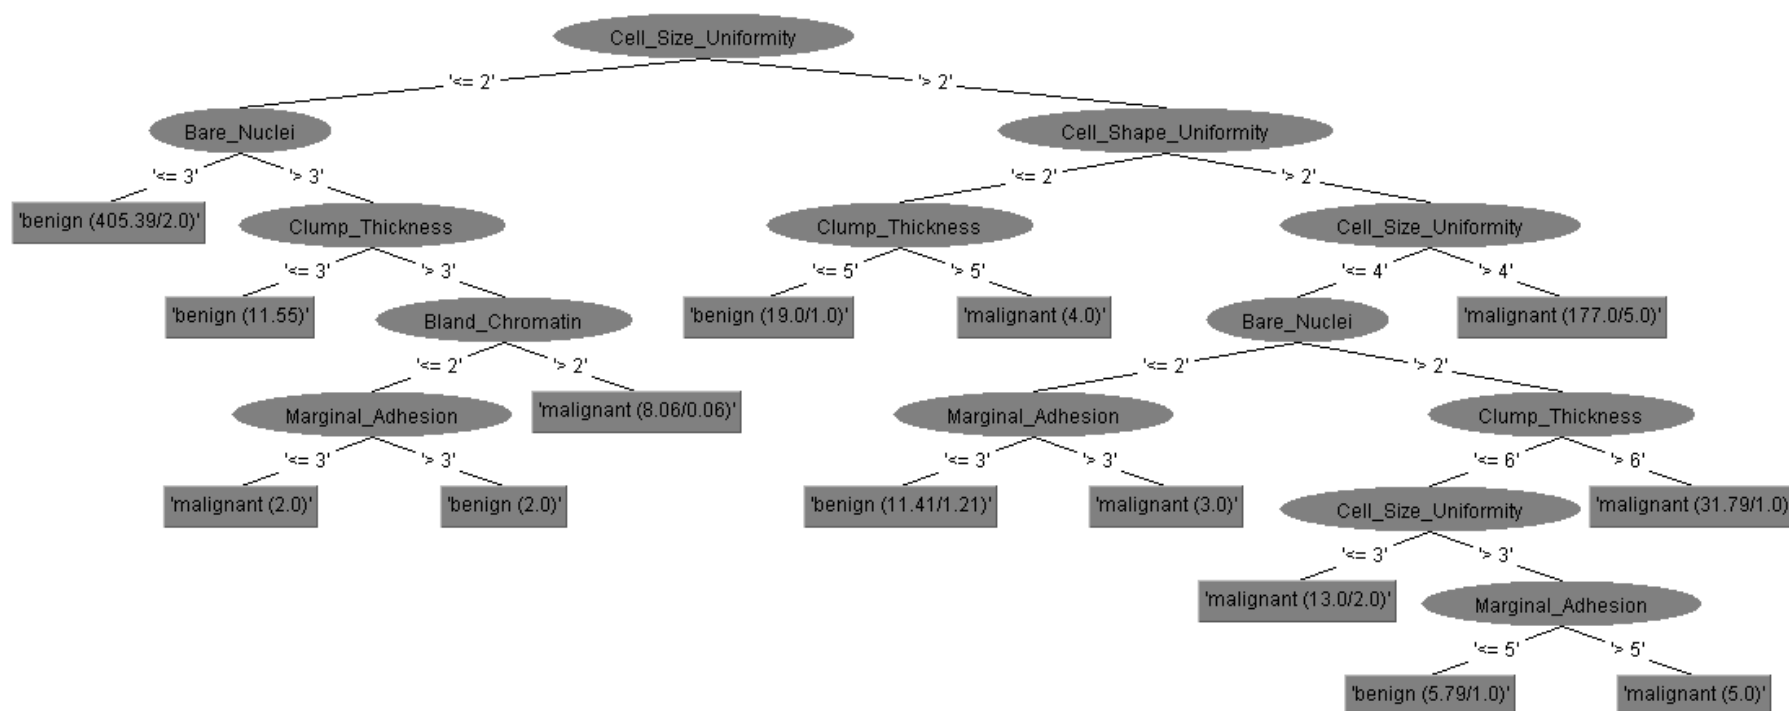 Cell_Size_Uniformity
'<= 2' '> 2'
Bare_Nuclei Cell_Shape_Uniformity
'<= 3' '> 3' '<= 2' '> 2'
'benign (405.39/2.0)' Clump_Thickness Clump_Thickness Cell_Size_Uniformity
'<= 3' '> 3' '<= 5' '> 5' '<= 4' '> 4'
'benign (11.55)' Bland_Chromatin 'benign (19.0/1.0)' 'malignant (4.0)' Bare_Nuclei 'malignant (177.0/5.0)'
'<= 2' '> 2' '<= 2' '> 2'
Marginal_Adhesion 'malignant (8.06/0.06)' Marginal_Adhesion Clump_Thickness
'<= 3' '> 3' '<= 3' '> 3' '<= 6' '> 6'
'malignant (2.0)' 'benign (2.0)' 'benign (11.41/1.21)' 'malignant (3.0)' Cell_Size_Uniformity 'malignant (31.79/1.0)
'<= 3' '> 3'
'malignant (13.0/2.0)' Marginal_Adhesion
'<= 5' '> 5'
'benign (5.79/1.0)' 'malignant (5.0)'